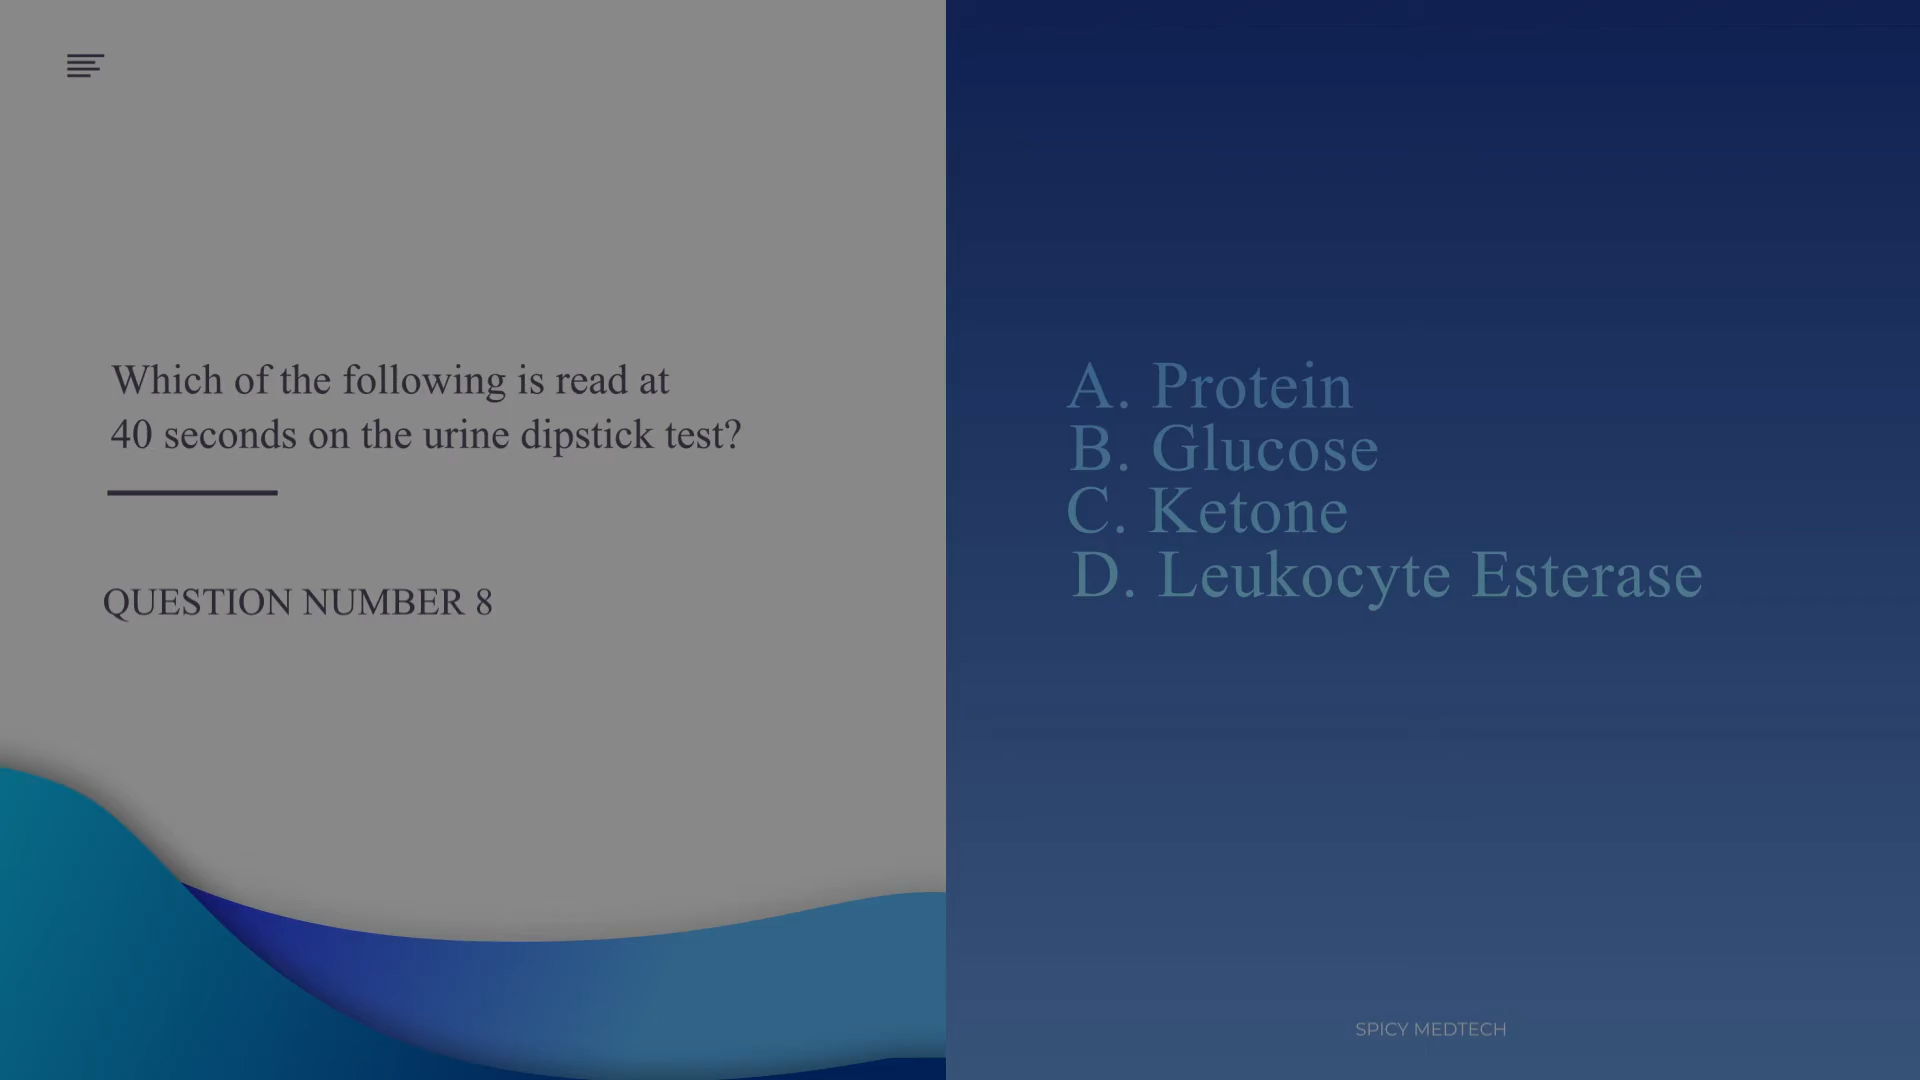 Which of the following is read at
40 seconds on the urine dipstick test?
QUESTION NUMBER 8
A. Protein
B. Glucose
C. Ketone
D. Leukocyte Esterase
SPICY MEDTECH